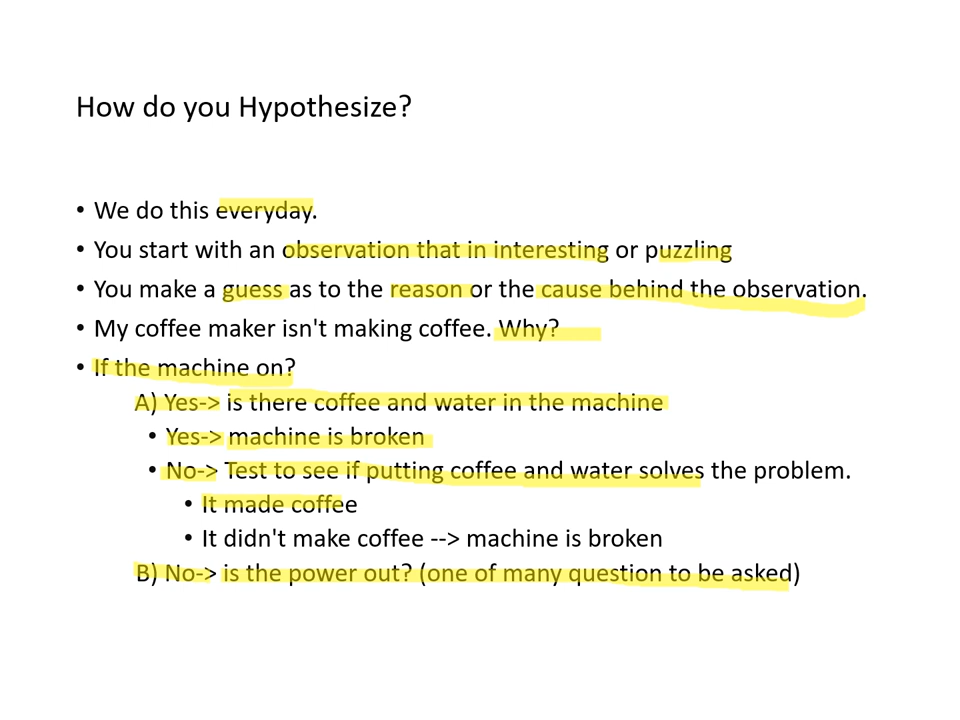 How do you Hypothesize?
• We do this everyday.
• You start with an observation that in interesting or puzzling
• You make a guess as to the reason or the cause behind the observation.
• My coffee maker isn't making coffee. Why?
• If the machine on?
A) Yes-> is there coffee and water in the machine
• Yes-> machine is broken
• No-> Test to see if putting coffee and water solves the problem.
• It made coffee
• It didn't make coffee --> machine is broken
B) No-> is the power out? (one of many question to be asked)